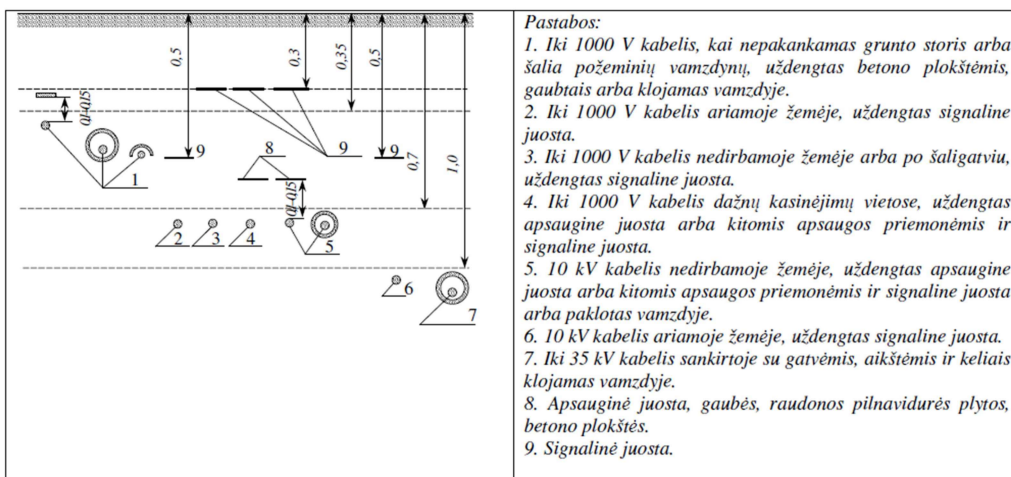 0,5
0,3
0,35
0,5
0,7
1,0
0,1-0,15
1
9
8
9
9
0,1-0,15
2
3
4
5
6
7
Pastabos:
1. Iki 1000 V kabelis, kai nepakankamas grunto storis arba
šalia požeminių vamzdynų, uždengtas betono plokštėmis,
gaubtais arba klojamas vamzdyje.
2. Iki 1000 V kabelis ariamoje žemėje, uždengtas signaline
juosta.
3. Iki 1000 V kabelis nedirbamoje žemėje arba po šaligatviu,
uždengtas signaline juosta.
4. Iki 1000 V kabelis dažnų kasinėjimų vietose, uždengtas
apsaugine juosta arba kitomis apsaugos priemonėmis ir
signaline juosta.
5. 10 kV kabelis nedirbamoje žemėje, uždengtas apsaugine
juosta arba kitomis apsaugos priemonėmis ir signaline juosta
arba paklotas vamzdyje.
6. 10 kV kabelis ariamoje žemėje, uždengtas signaline juosta.
7. Iki 35 kV kabelis sankirtoje su gatvėmis, aikštėmis ir keliais
klojamas vamzdyje.
8. Apsauginė juosta, gaubės, raudonos pilnavidurės plytos,
betono plokštės.
9. Signalinė juosta.